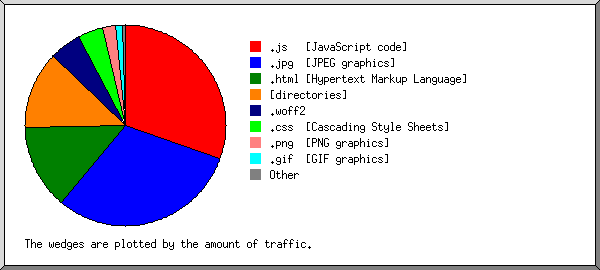 .js [JavaScript code]
.jpg [JPEG graphics]
.html [Hypertext Markup Language]
[directories]
.woff2
.css [Cascading Style Sheets]
.png [PNG graphics]
.gif [GIF graphics]
Other
The wedges are plotted by the amount of traffic.